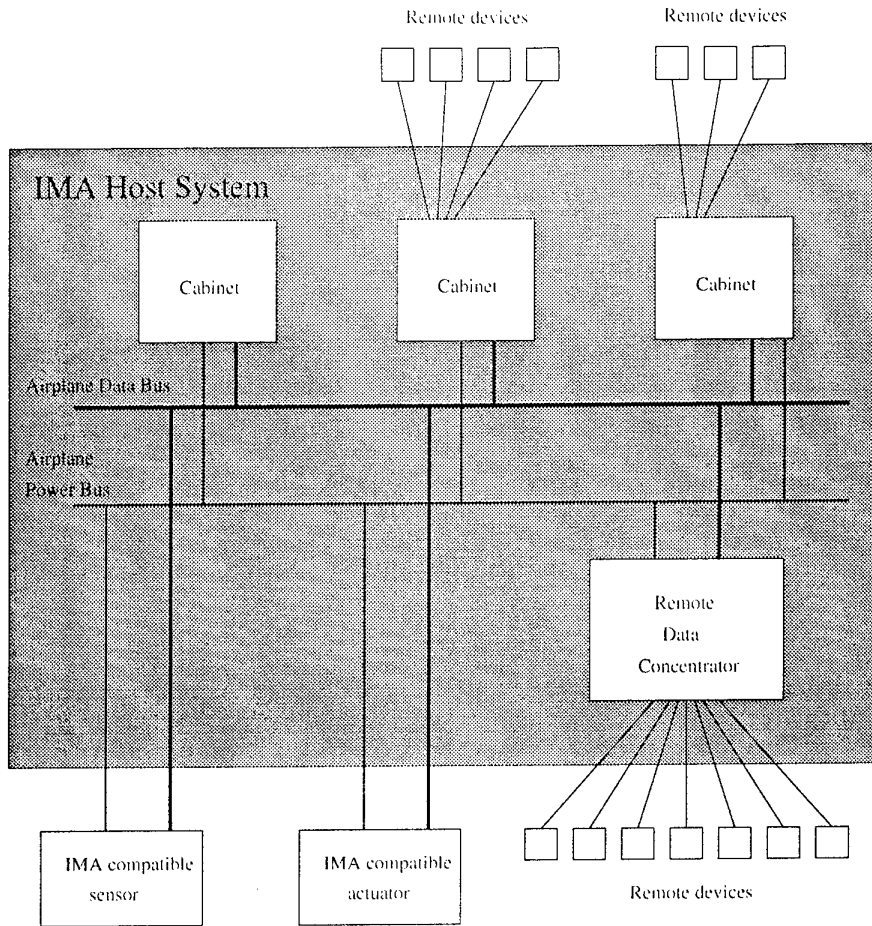 Remote devices
Remote devices
IMA Host System
Cabinet
Cabinet
Cabinet
Airplane Data Bus
Airplane
Power Bus
Remote
Data
Concentrator
IMA compatible
sensor
IMA compatible
actuator
Remote devices